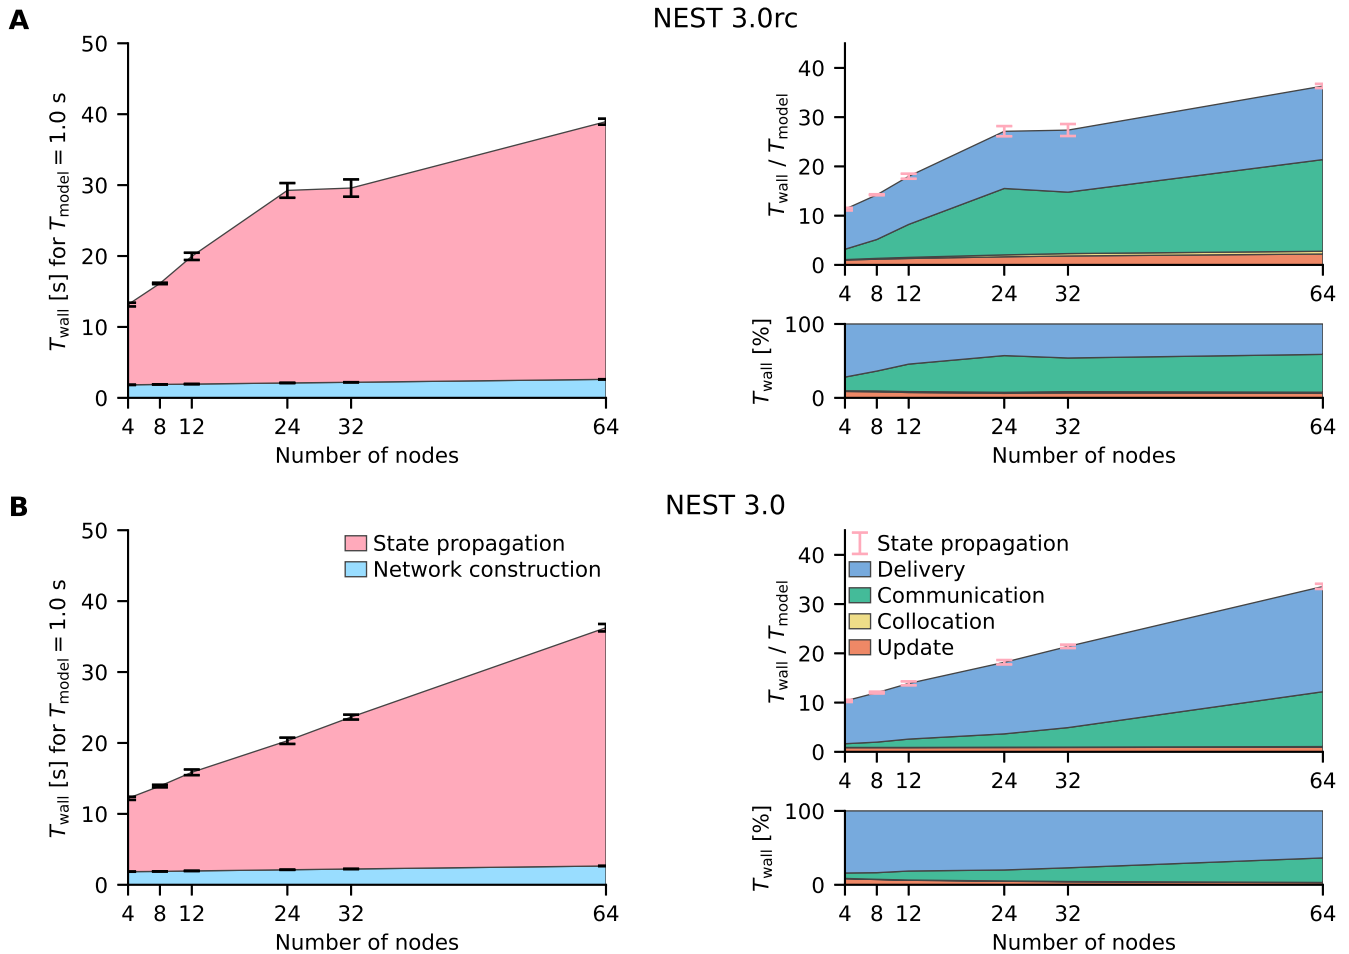 A
NEST 3.0rc
50
40
30
20
10
0
T_wall [s] for T_model = 1.0 s
4 8 12 24 32 64
Number of nodes
40
30
20
10
0
T_wall / T_model
4 8 12 24 32 64
100
0
T_wall [%]
4 8 12 24 32 64
Number of nodes
B
NEST 3.0
50
40
30
20
10
0
T_wall [s] for T_model = 1.0 s
State propagation
Network construction
4 8 12 24 32 64
Number of nodes
40
30
20
10
0
T_wall / T_model
State propagation
Delivery
Communication
Collocation
Update
4 8 12 24 32 64
100
0
T_wall [%]
4 8 12 24 32 64
Number of nodes